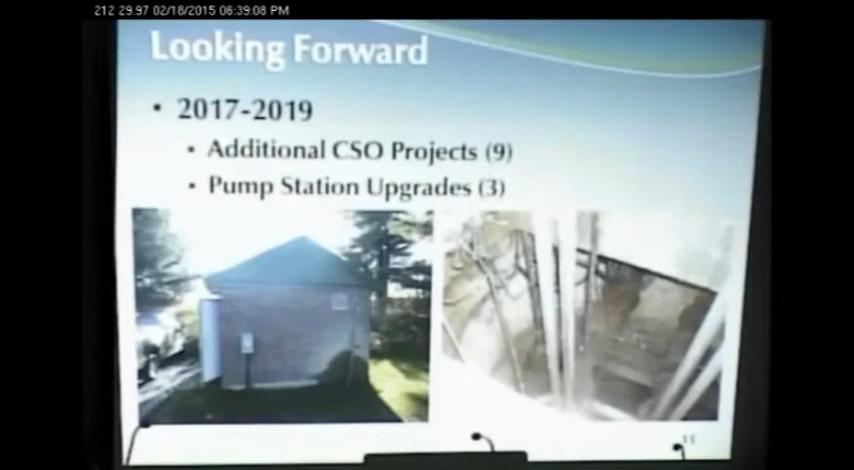 212 29.97 02/18/2015 06:39:08 PM
Looking Forward
• 2017-2019
• Additional CSO Projects (9)
• Pump Station Upgrades (3)
11